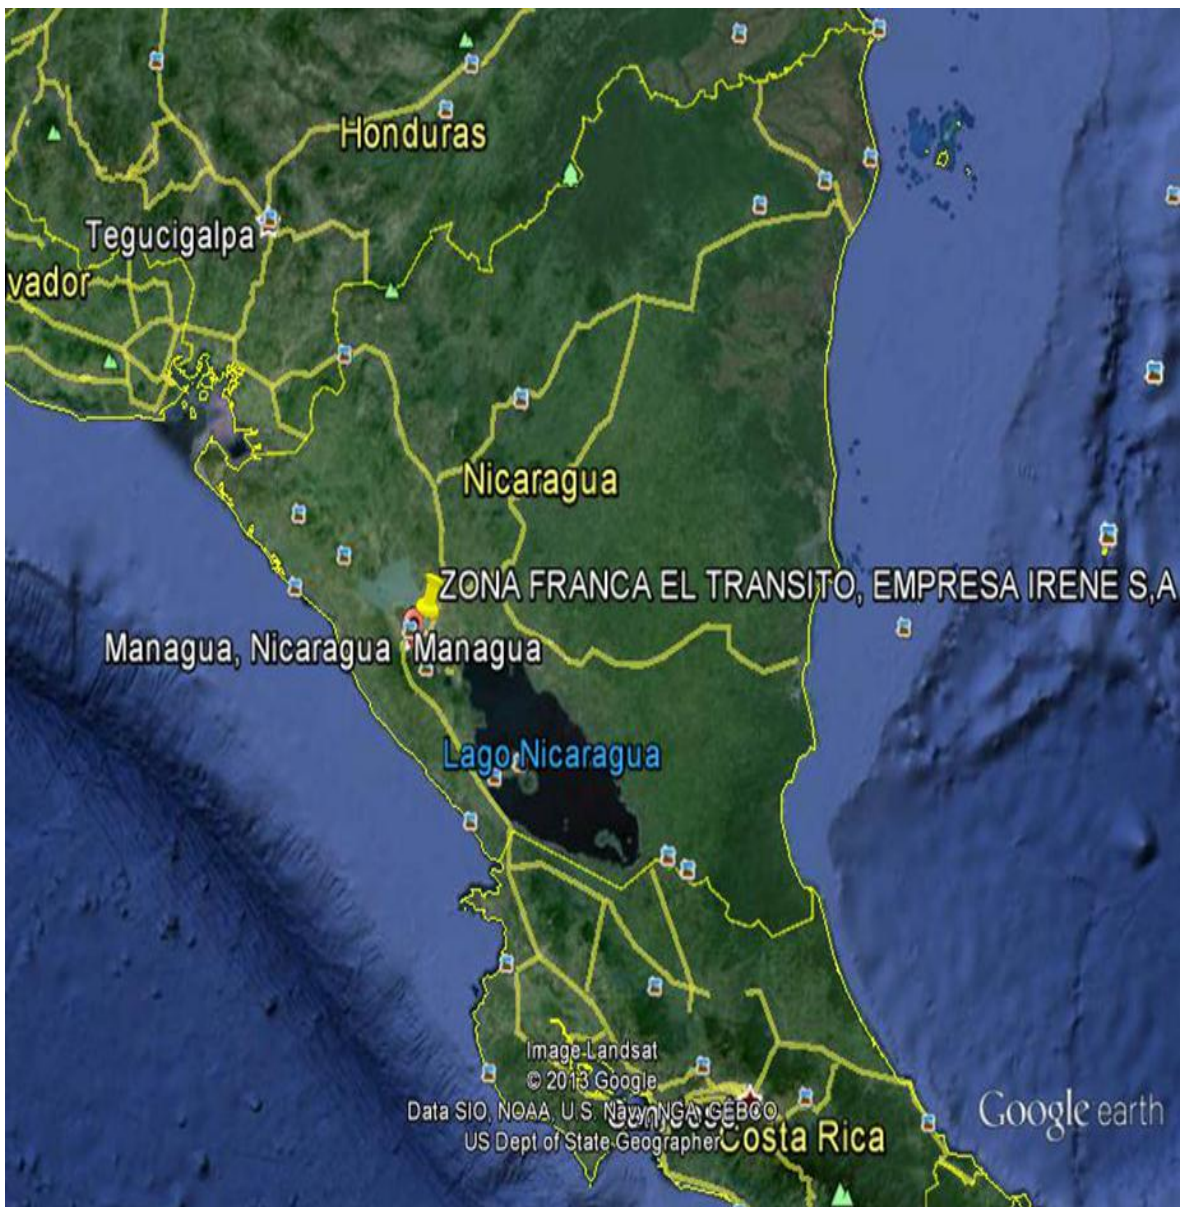 Honduras
Tegucigalpa
vador
Nicaragua
ZONA FRANCA EL TRANSITO, EMPRESA IRENE S,A
Managua, Nicaragua
Managua
Lago Nicaragua
Image Landsat
© 2013 Google
Data SIO, NOAA, U.S. Navy, NGA, GEBCO
US Dept of State Geographer
Costa Rica
Google earth